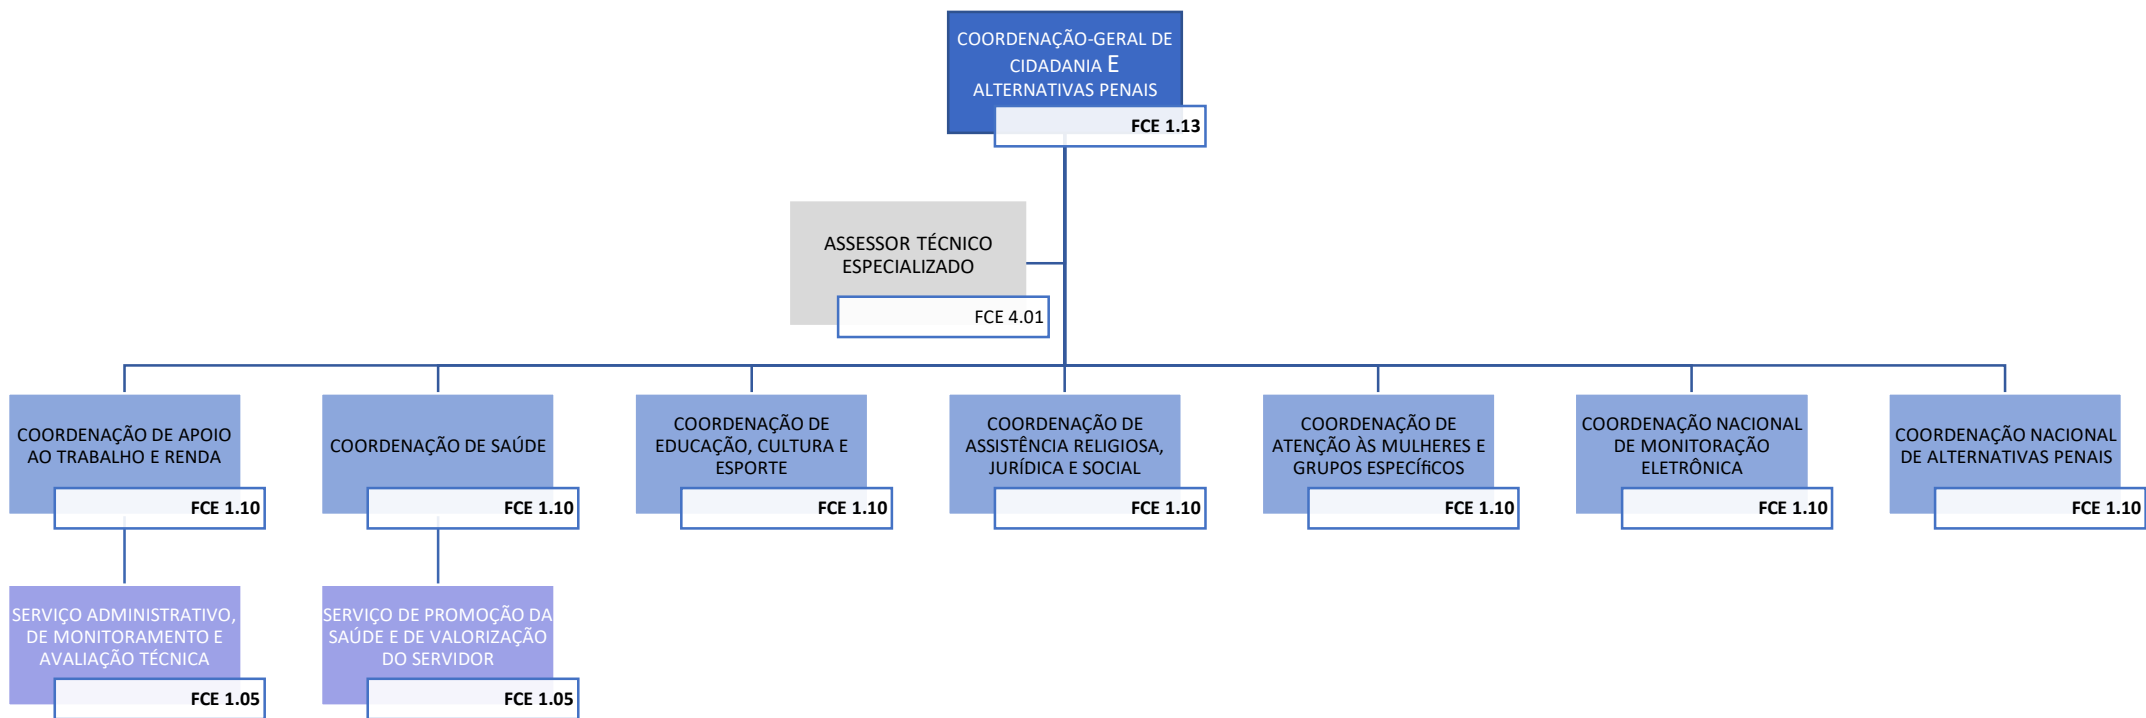 COORDENAÇÃO-GERAL DE
CIDADANIA E
ALTERNATIVAS PENAIS
FCE 1.13
ASSESSOR TÉCNICO
ESPECIALIZADO
FCE 4.01
COORDENAÇÃO DE APOIO
AO TRABALHO E RENDA
FCE 1.10
COORDENAÇÃO DE SAÚDE
FCE 1.10
COORDENAÇÃO DE
EDUCAÇÃO, CULTURA E
ESPORTE
FCE 1.10
COORDENAÇÃO DE
ASSISTÊNCIA RELIGIOSA,
JURÍDICA E SOCIAL
FCE 1.10
COORDENAÇÃO DE
ATENÇÃO ÀS MULHERES E
GRUPOS ESPECÍfiCOS
FCE 1.10
COORDENAÇÃO NACIONAL
DE MONITORAÇÃO
ELETRÔNICA
FCE 1.10
COORDENAÇÃO NACIONAL
DE ALTERNATIVAS PENAIS
FCE 1.10
SERVIÇO ADMINISTRATIVO,
DE MONITORAMENTO E
AVALIAÇÃO TÉCNICA
FCE 1.05
SERVIÇO DE PROMOÇÃO DA
SAÚDE E DE VALORIZAÇÃO
DO SERVIDOR
FCE 1.05